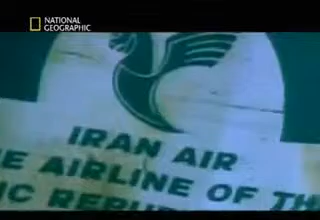 NATIONAL
GEOGRAPHIC
IRAN AIR
E AIRLINE OF TH
IC REPU